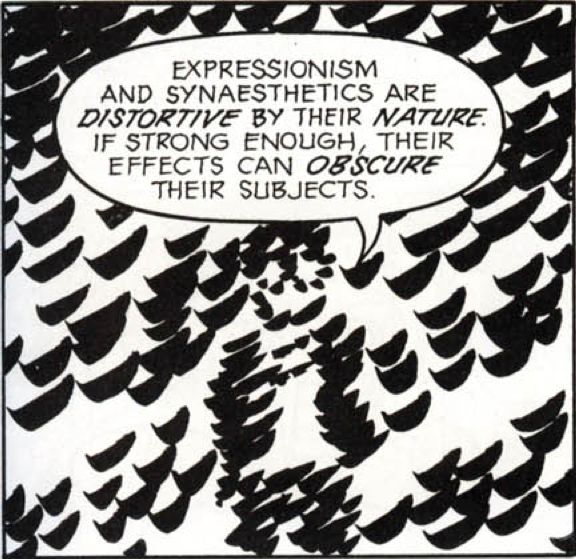 EXPRESSIONISM
AND SYNAESTHETICS ARE
DISTORTIVE BY THEIR NATURE.
IF STRONG ENOUGH, THEIR
EFFECTS CAN OBSCURE
THEIR SUBJECTS.